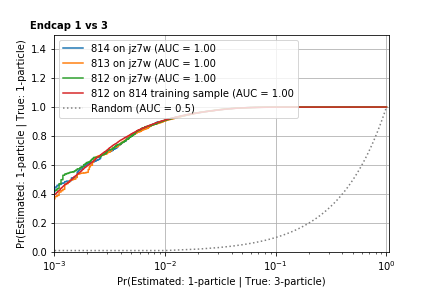 Endcap 1 vs 3
814 on jz7w (AUC = 1.00
813 on jz7w (AUC = 1.00
812 on jz7w (AUC = 1.00
812 on 814 training sample (AUC = 1.00
Random (AUC = 0.5)
Pr(Estimated: 1-particle | True: 1-particle)
1.4
1.2
1.0
0.8
0.6
0.4
0.2
0.0
10⁻³
10⁻²
10⁻¹
10⁰
Pr(Estimated: 1-particle | True: 3-particle)